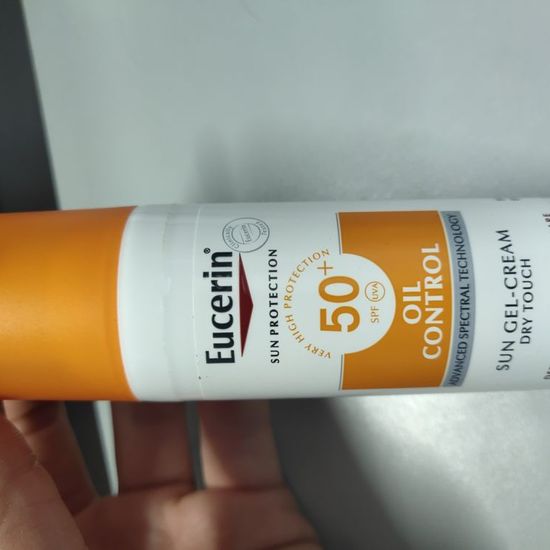 Eucerin®
SUN PROTECTION
VERY HIGH PROTECTION
50+
SPF UVA
OIL
CONTROL
ADVANCED SPECTRAL TECHNOLOGY
SUN GEL-CREAM
DRY TOUCH